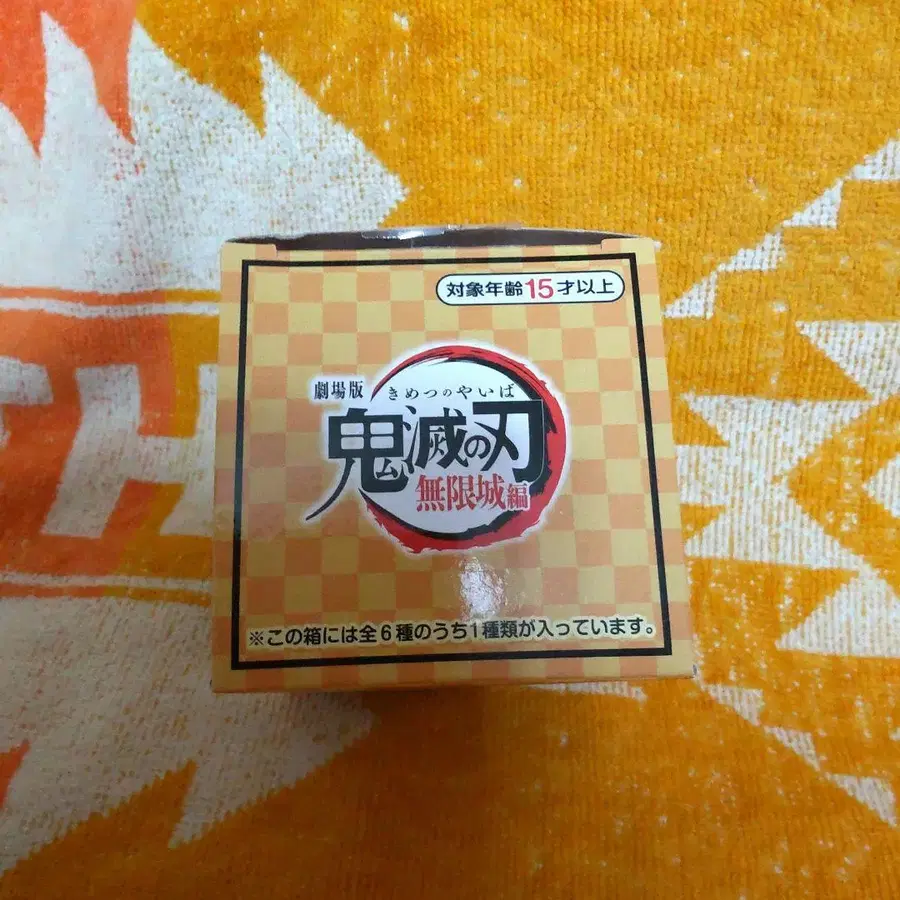 対象年齢15才以上
劇場版 きめつのやいば
鬼滅の刃
無限城編
※この箱には全6種のうち1種類が入っています。